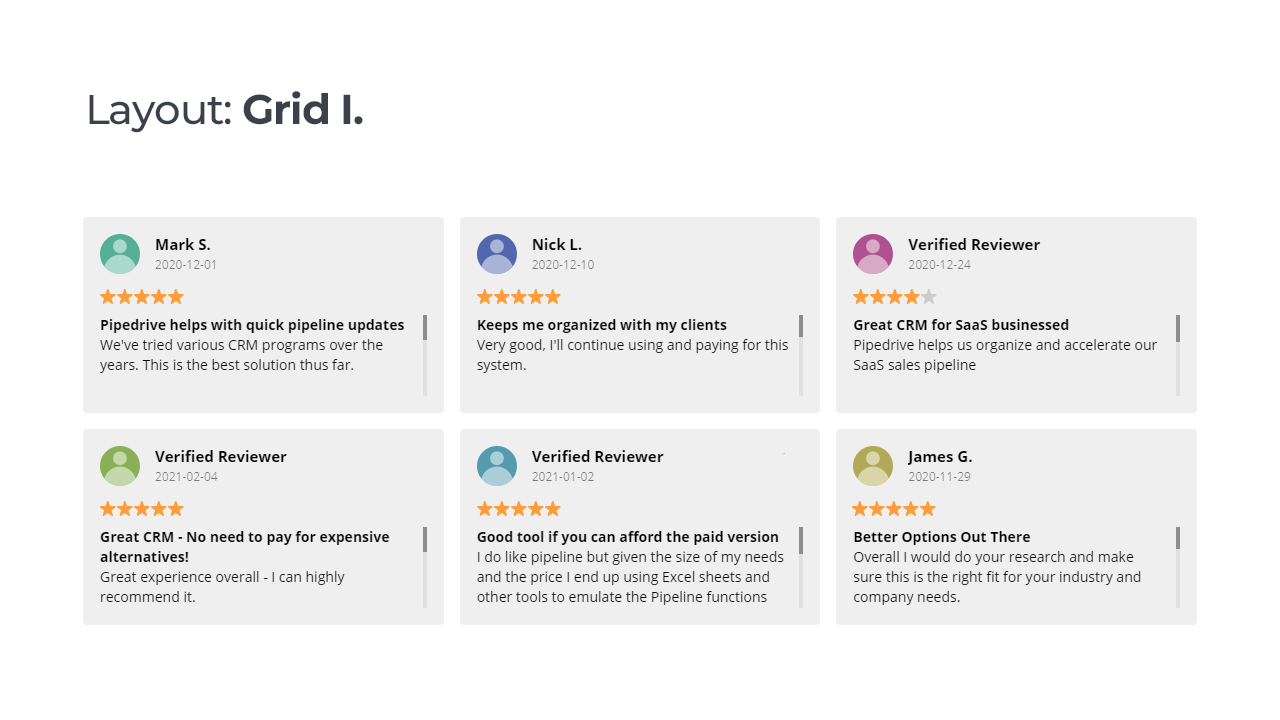 Layout: Grid I.
Mark S.
2020-12-01
Pipedrive helps with quick pipeline updates
We've tried various CRM programs over the
years. This is the best solution thus far.
Nick L.
2020-12-10
Keeps me organized with my clients
Very good, I'll continue using and paying for this
system.
Verified Reviewer
2020-12-24
Great CRM for SaaS businessed
Pipedrive helps us organize and accelerate our
SaaS sales pipeline
Verified Reviewer
2021-02-04
Great CRM - No need to pay for expensive
alternatives!
Great experience overall - I can highly
recommend it.
Verified Reviewer
2021-01-02
Good tool if you can afford the paid version
I do like pipeline but given the size of my needs
and the price I end up using Excel sheets and
other tools to emulate the Pipeline functions
James G.
2020-11-29
Better Options Out There
Overall I would do your research and make
sure this is the right fit for your industry and
company needs.